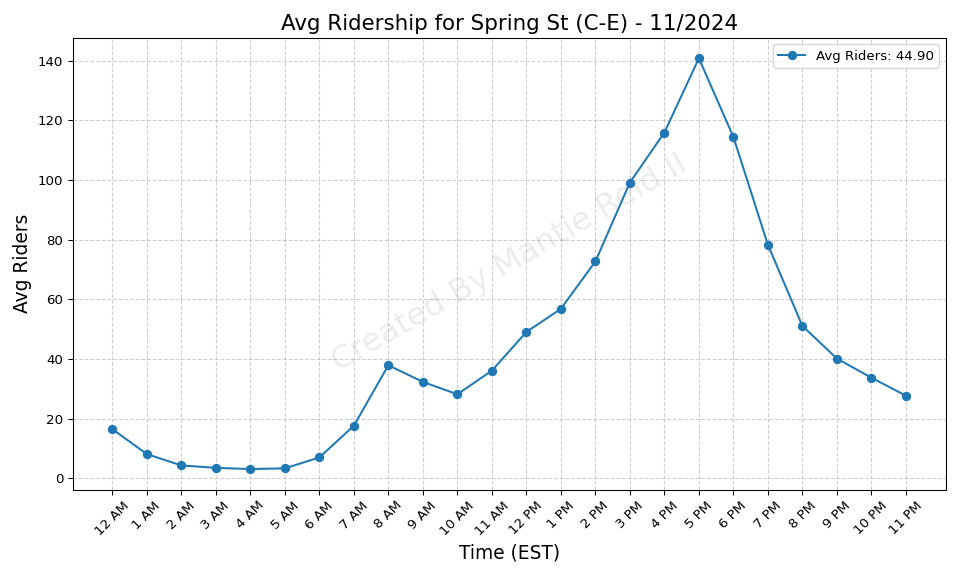 Avg Ridership for Spring St (C-E) - 11/2024
Avg Riders: 44.90
Avg Riders
140
120
100
80
60
40
20
0
Created By Mantie Reid II
12 AM
1 AM
2 AM
3 AM
4 AM
5 AM
6 AM
7 AM
8 AM
9 AM
10 AM
11 AM
12 PM
1 PM
2 PM
3 PM
4 PM
5 PM
6 PM
7 PM
8 PM
9 PM
10 PM
11 PM
Time (EST)